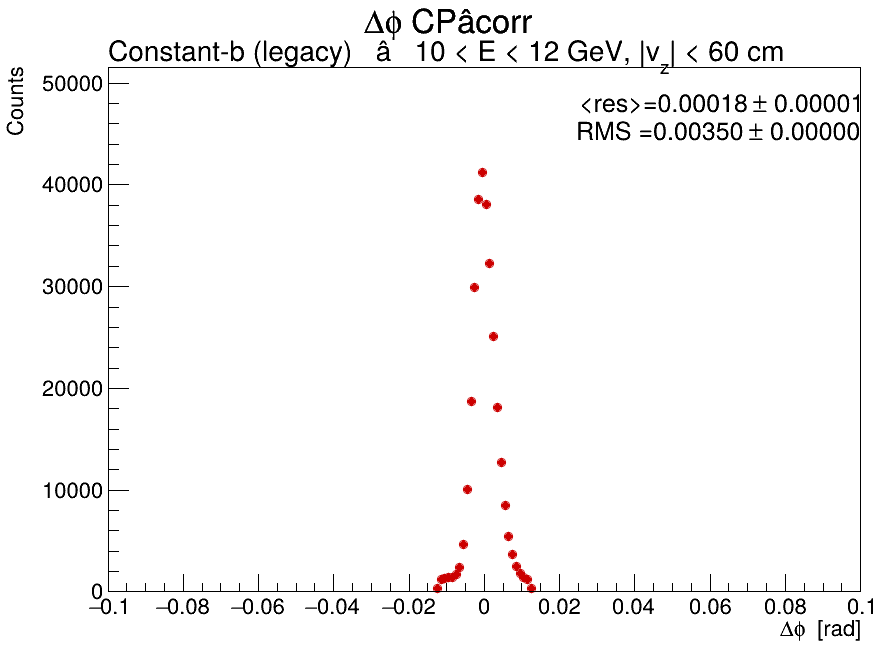 Δϕ CPâcorr
Constant-b (legacy) â 10 < E < 12 GeV, |vz| < 60 cm
<res>=0.00018 ± 0.00001
RMS =0.00350 ± 0.00000
Counts
50000
40000
30000
20000
10000
0
−0.1 −0.08 −0.06 −0.04 −0.02 0 0.02 0.04 0.06 0.08 0.1
Δϕ [rad]